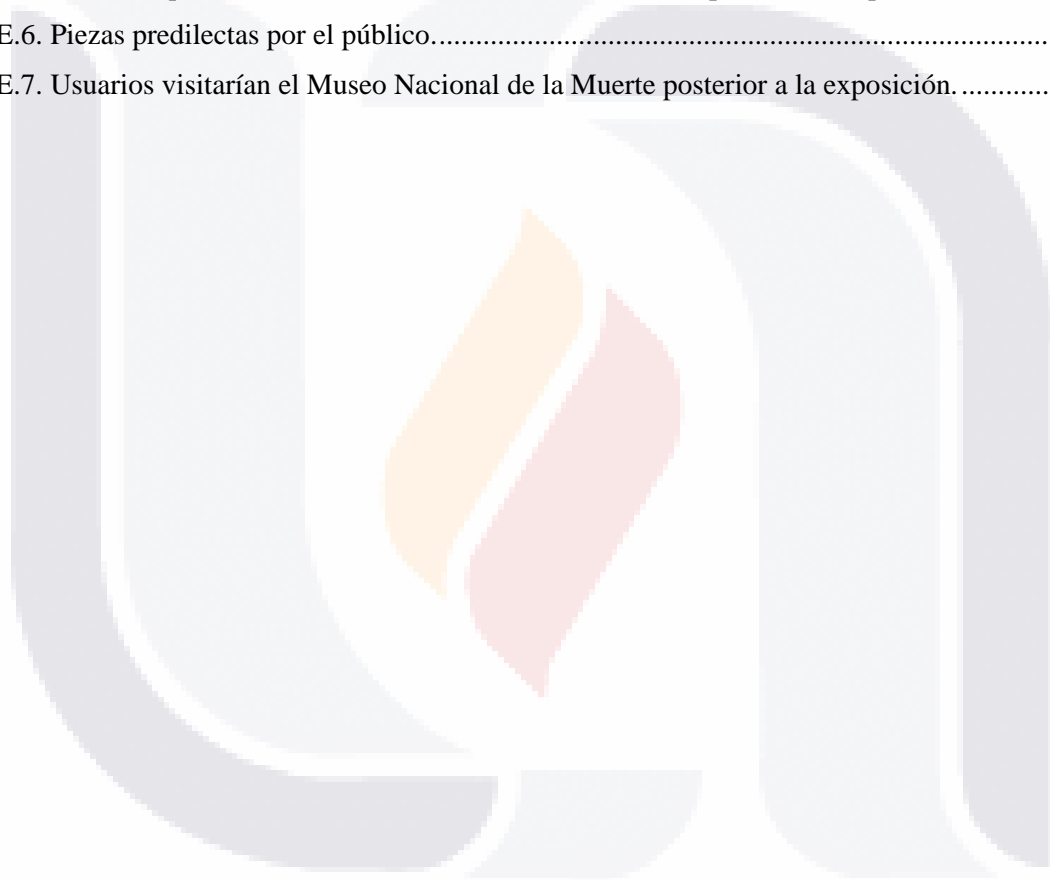 E.6. Piezas predilectas por el público.......................................................................................
E.7. Usuarios visitarían el Museo Nacional de la Muerte posterior a la exposición. ............